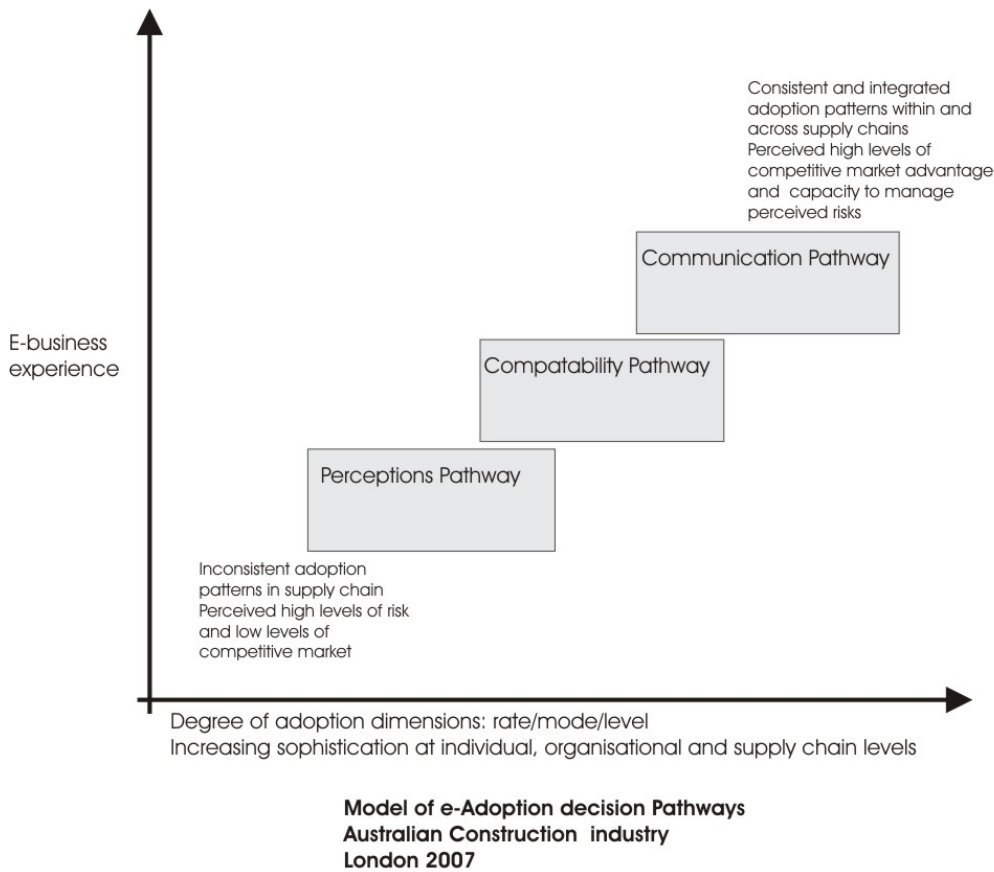 Consistent and integrated
adoption patterns within and
across supply chains
Perceived high levels of
competitive market advantage
and capacity to manage
perceived risks
Communication Pathway
E-business
experience
Compatability Pathway
Perceptions Pathway
Inconsistent adoption
patterns in supply chain
Perceived high levels of risk
and low levels of
competitive market
Degree of adoption dimensions: rate/mode/level
Increasing sophistication at individual, organisational and supply chain levels
Model of e-Adoption decision Pathways
Australian Construction industry
London 2007